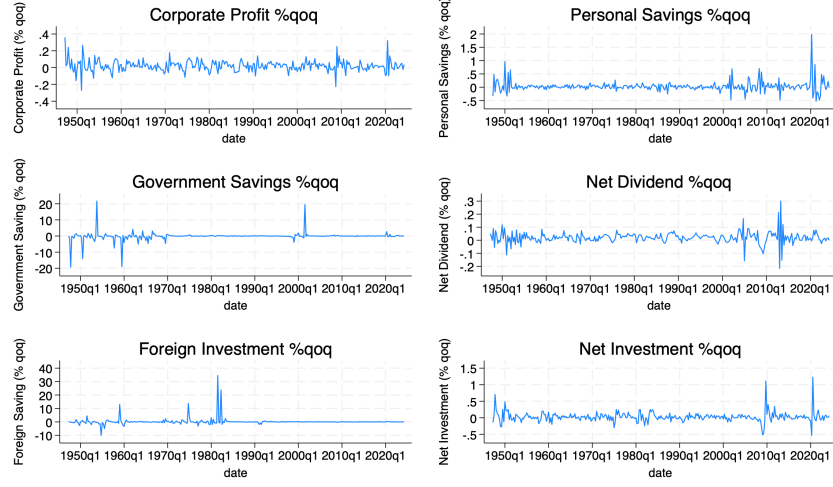 Corporate Profit %qoq
Corporate Profit (% qoq)
.4
.2
0
-.2
-.4
1950q1 1960q1 1970q1 1980q1 1990q1 2000q1 2010q1 2020q1
date
Personal Savings %qoq
Personal Savings (% qoq)
2
1.5
1
.5
0
-.5
1950q1 1960q1 1970q1 1980q1 1990q1 2000q1 2010q1 2020q1
date
Government Savings %qoq
Government Saving (% qoq)
20
10
0
-10
-20
1950q1 1960q1 1970q1 1980q1 1990q1 2000q1 2010q1 2020q1
date
Net Dividend %qoq
Net Dividend (% qoq)
.3
.2
.1
0
-.1
-.2
1950q1 1960q1 1970q1 1980q1 1990q1 2000q1 2010q1 2020q1
date
Foreign Investment %qoq
Foreign Saving (% qoq)
40
30
20
10
0
-10
1950q1 1960q1 1970q1 1980q1 1990q1 2000q1 2010q1 2020q1
date
Net Investment %qoq
Net Investment (% qoq)
1.5
1
.5
0
-.5
1950q1 1960q1 1970q1 1980q1 1990q1 2000q1 2010q1 2020q1
date